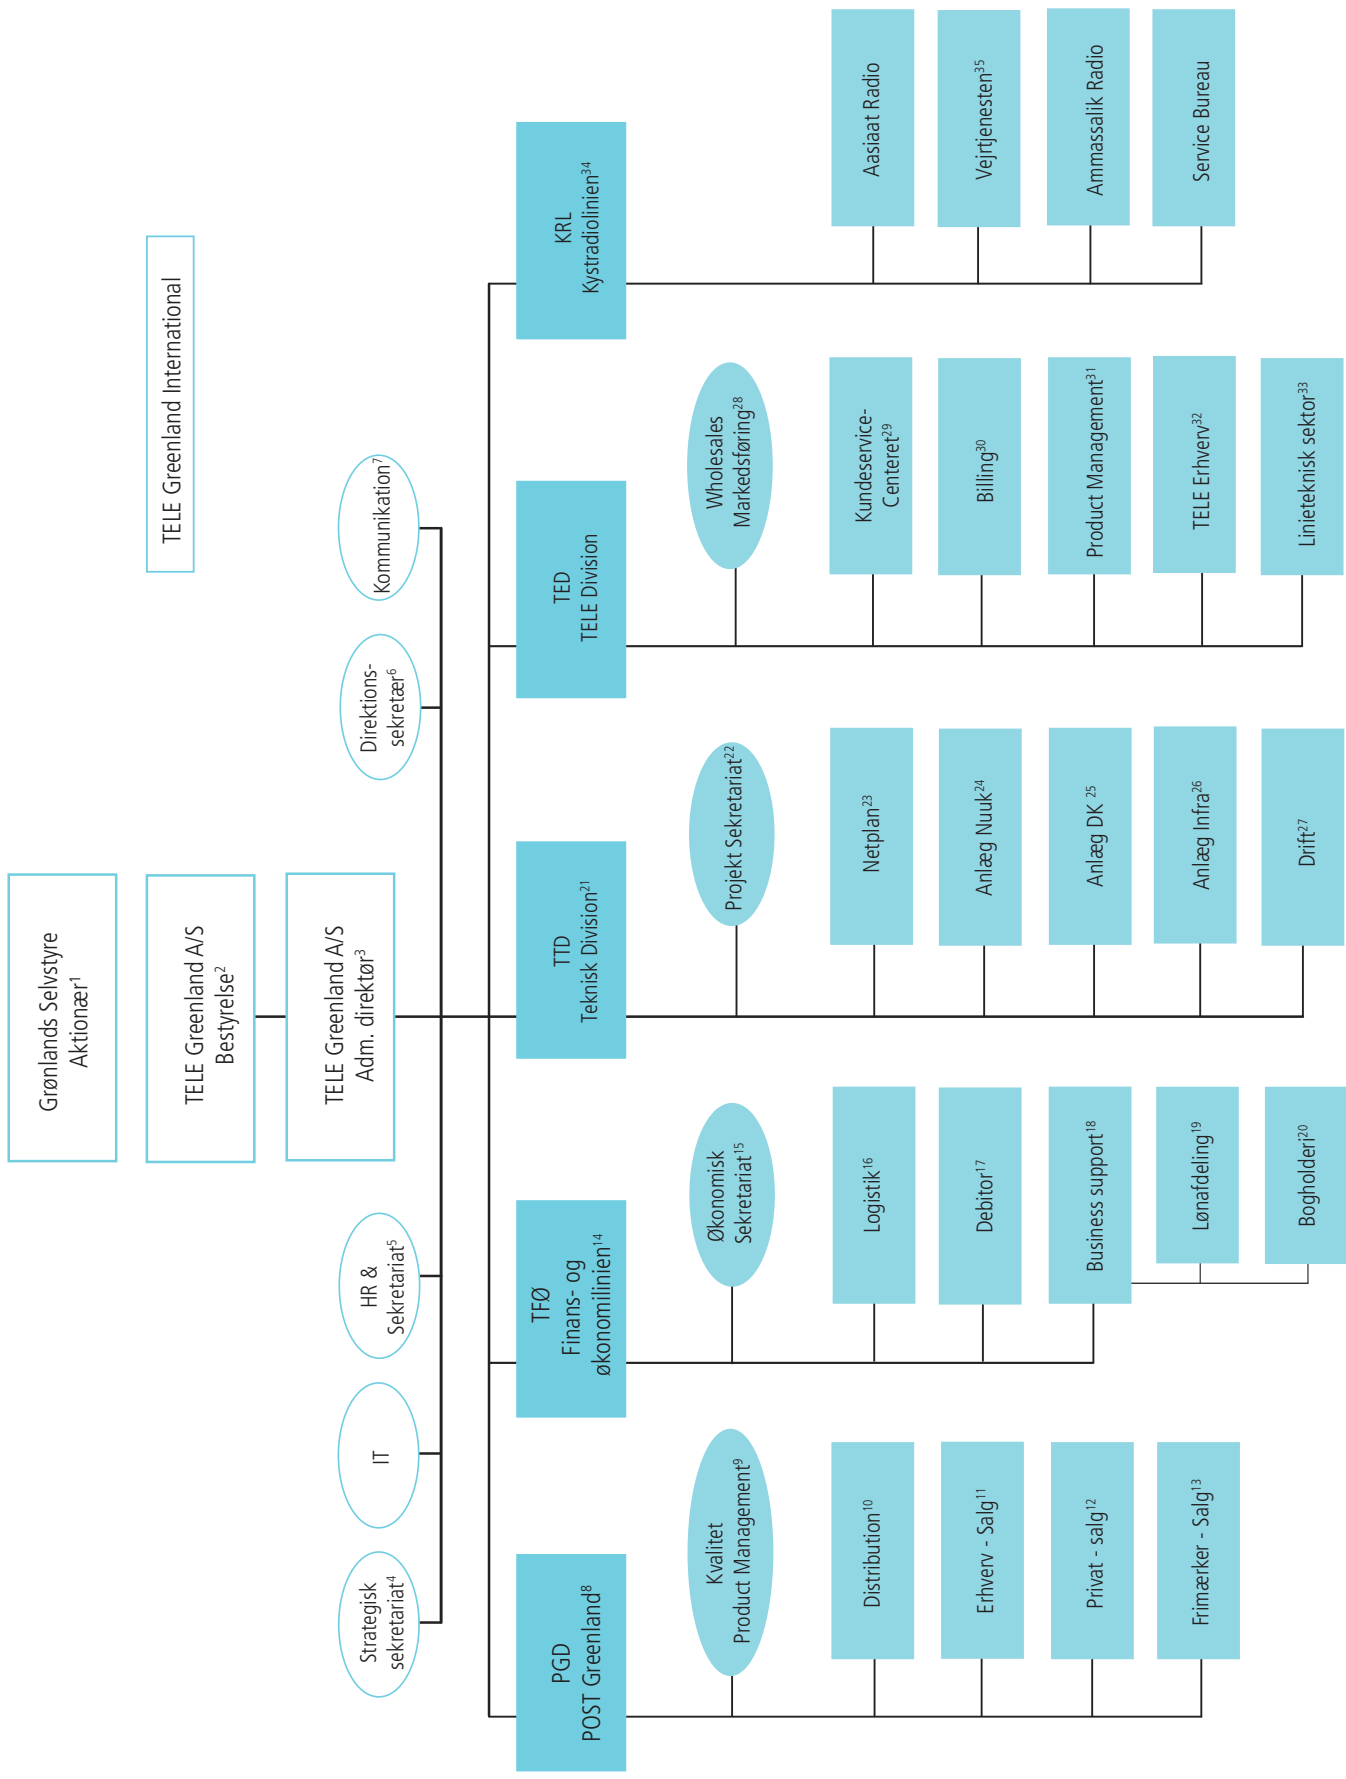 Grønlands Selvstyre
Aktionær1
TELE Greenland International
TELE Greenland A/S
Bestyrelse2
TELE Greenland A/S
Adm. direktør3
Strategisk
sekretariat4
IT
HR &
Sekretariat5
Direktions-
sekretær6
Kommunikation7
PGD
POST Greenland8
Kvalitet
Product Management9
Distribution10
Erhverv - Salg11
Privat - salg12
Frimærker - Salg13
TFØ
Finans- og
økonomilinien14
Økonomisk
Sekretariat15
Logistik16
Debitor17
Business support18
Lønafdeling19
Bogholderi20
TTD
Teknisk Division21
Projekt Sekretariat22
Netplan23
Anlæg Nuuk24
Anlæg DK 25
Anlæg Infra26
Drift27
TED
TELE Division
Wholesales
Markedsføring28
Kundeservice-
Centeret29
Billing30
Product Management31
TELE Erhverv32
Linieteknisk sektor33
KRL
Kystradiolinien34
Aasiaat Radio
Vejrtjenesten35
Ammassalik Radio
Service Bureau